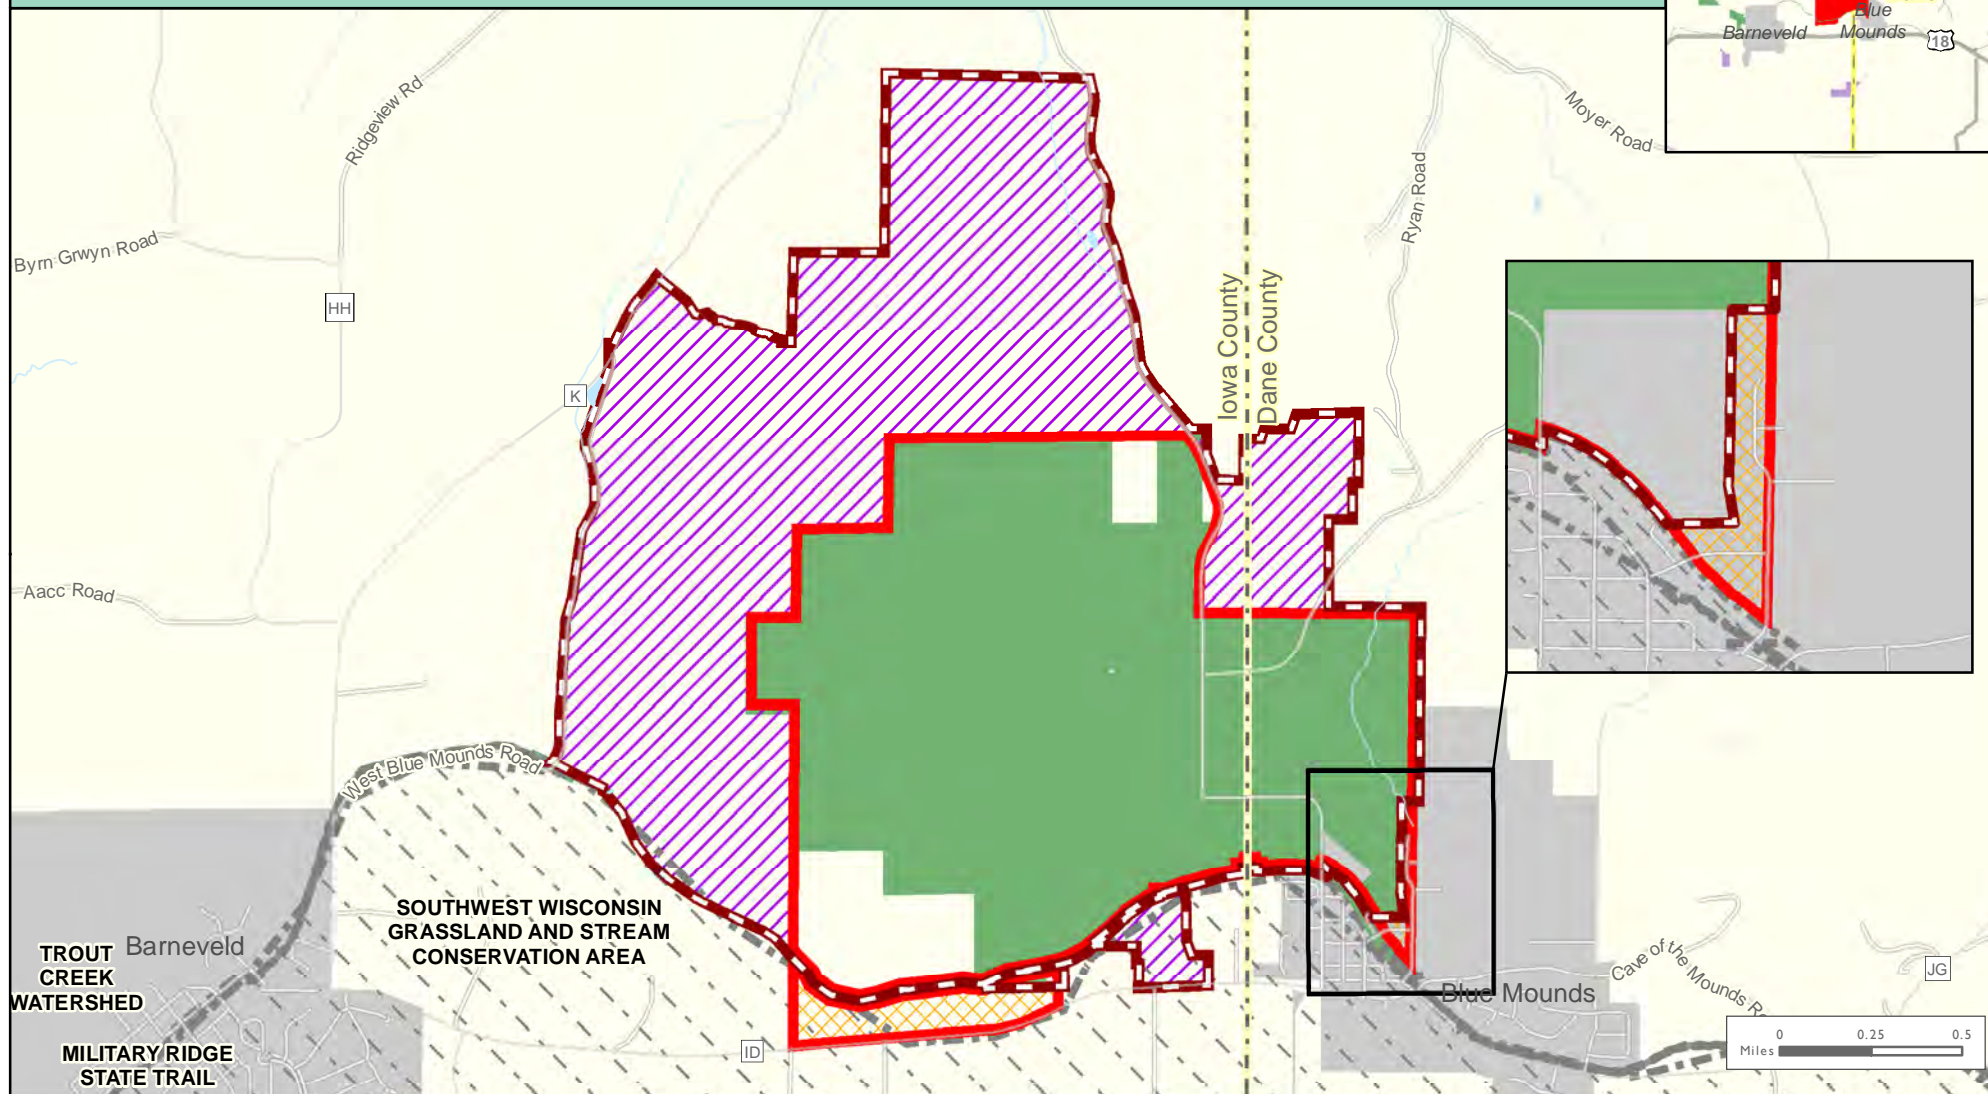 Blue
Barneveld
Mounds
18
Ridgeview Rd
Moyer Road
Ryan Road
Byrn Grwyn Road
HH
Iowa County
Dane County
K
Aacc Road
West Blue Mounds Road
SOUTHWEST WISCONSIN
GRASSLAND AND STREAM
CONSERVATION AREA
Barneveld
TROUT
CREEK
WATERSHED
Cave of the Mounds
JG
Blue Mounds
MILITARY RIDGE
STATE TRAIL
ID
0 0.25 0.5
Miles